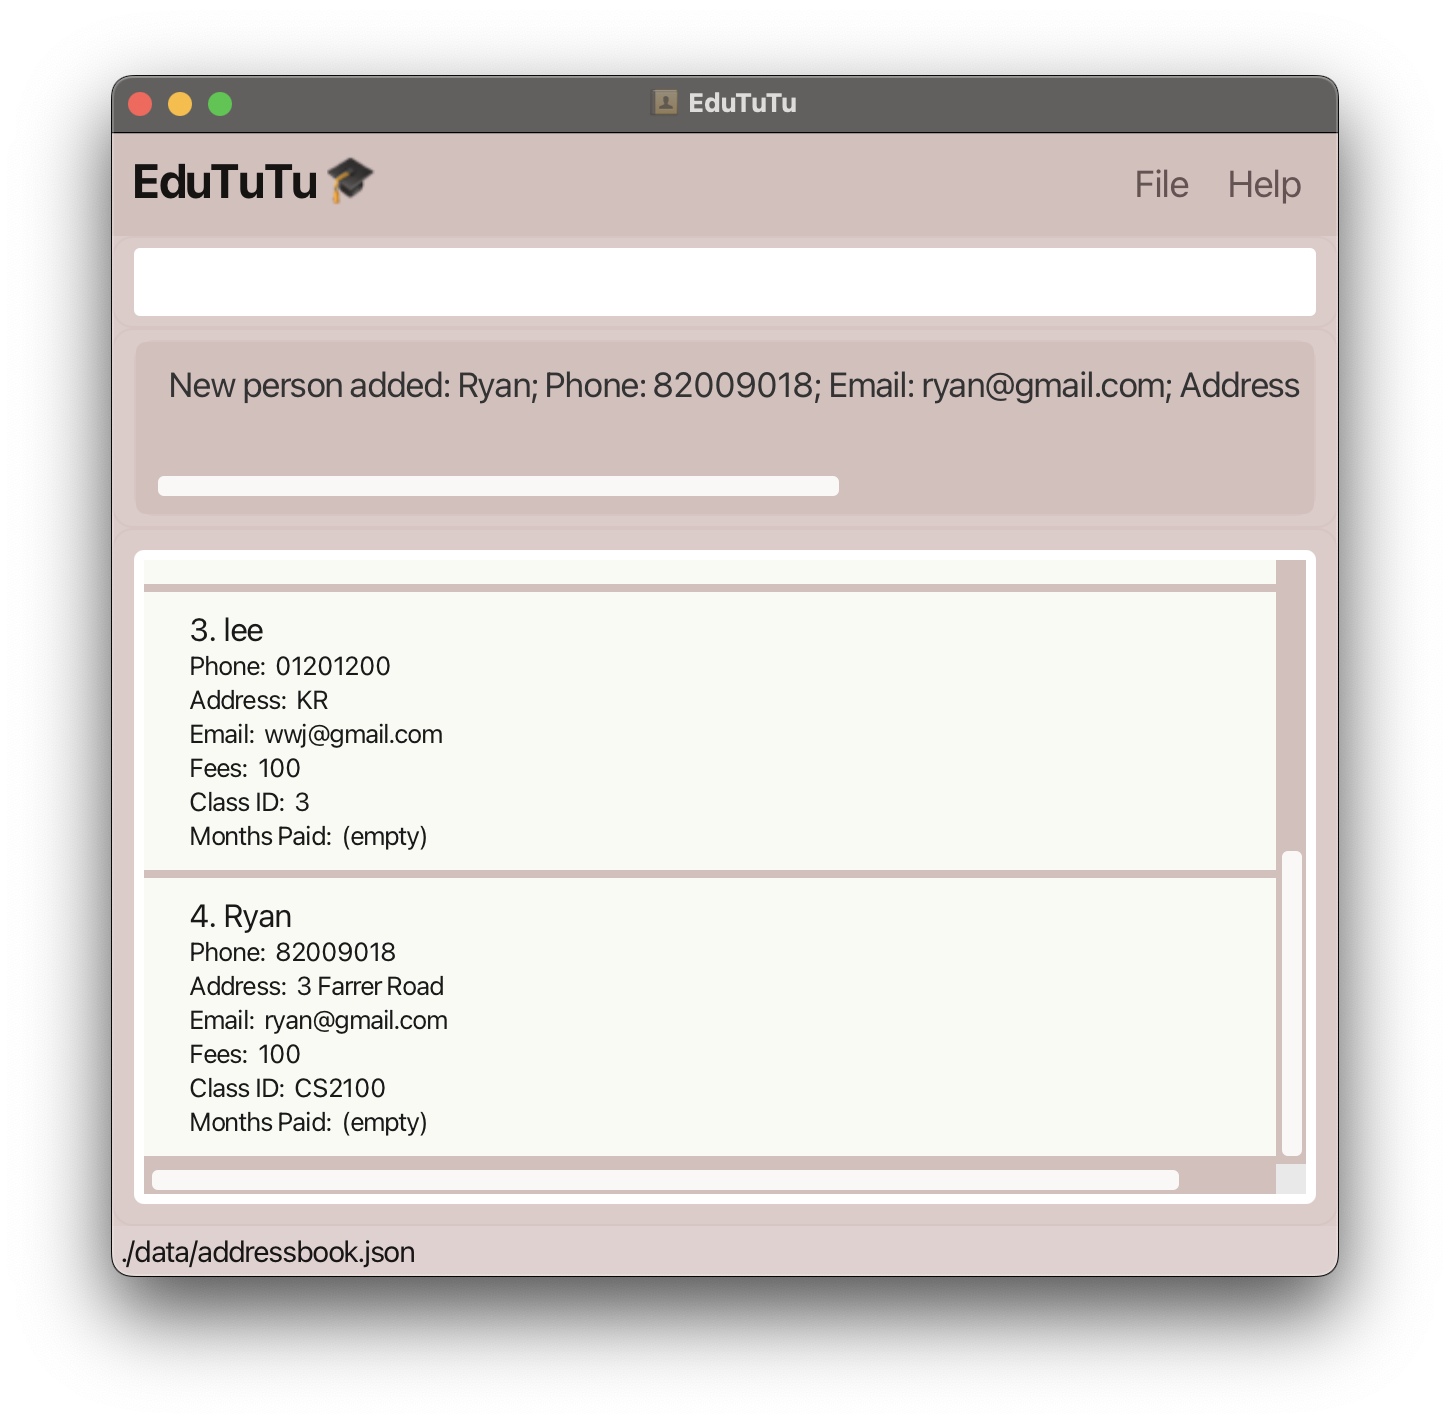 EduTuTu
EduTuTu
File Help
New person added: Ryan; Phone: 82009018; Email: ryan@gmail.com; Address
3. lee
Phone: 01201200
Address: KR
Email: wwj@gmail.com
Fees: 100
Class ID: 3
Months Paid: (empty)
4. Ryan
Phone: 82009018
Address: 3 Farrer Road
Email: ryan@gmail.com
Fees: 100
Class ID: CS2100
Months Paid: (empty)
./data/addressbook.json